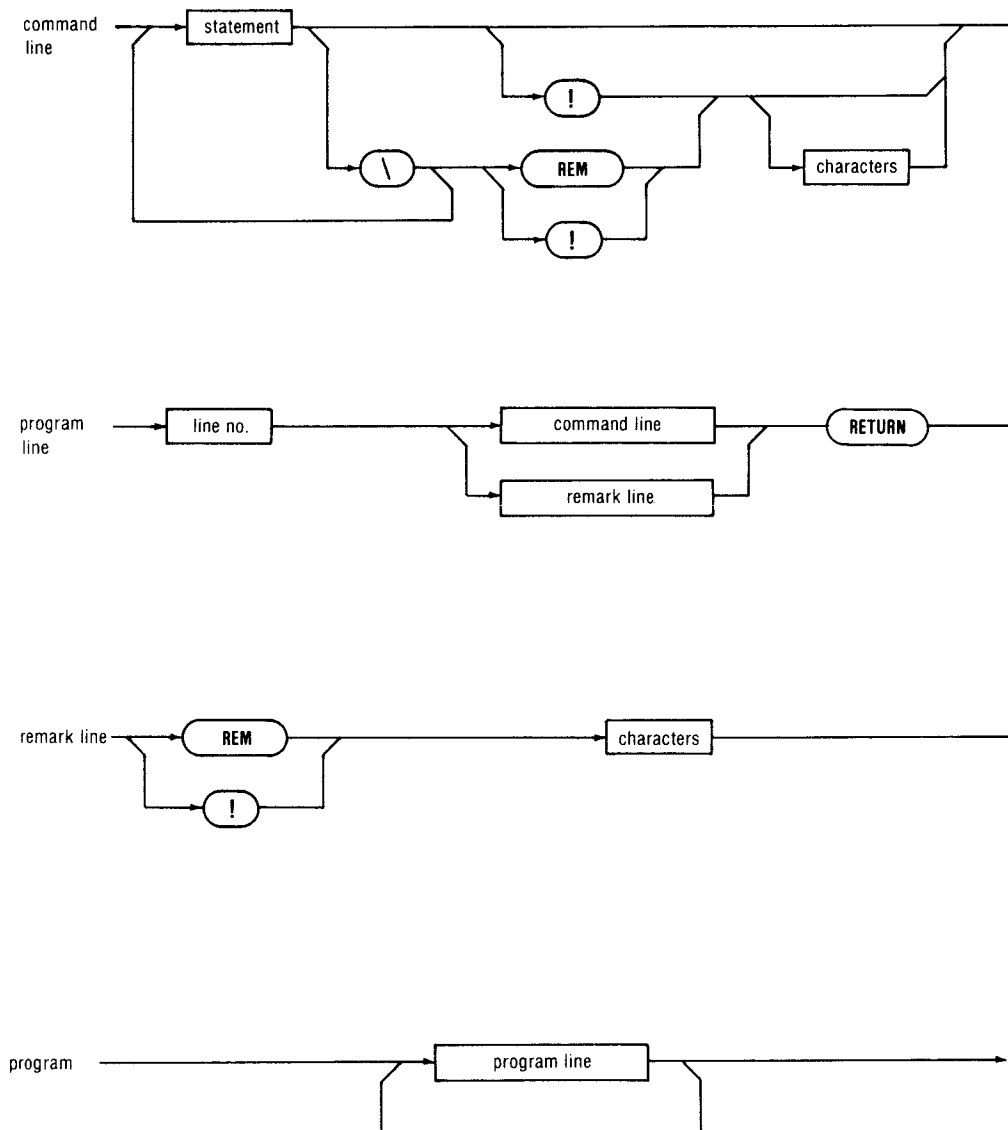 command
line
statement
!
\
REM
characters
!
program
line
line no.
command line
RETURN
remark line
remark line
REM
characters
!
program
program line